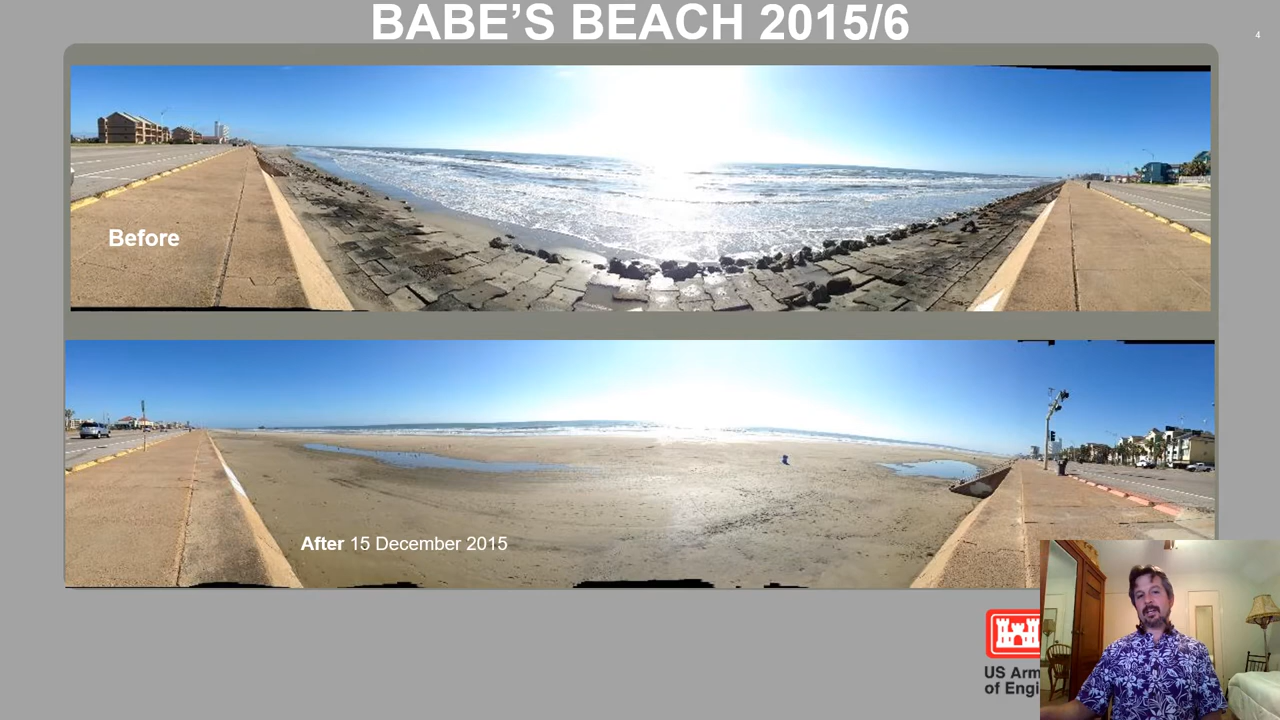 BABE’S BEACH 2015/6
4
Before
After 15 December 2015
US Arm
of Engi